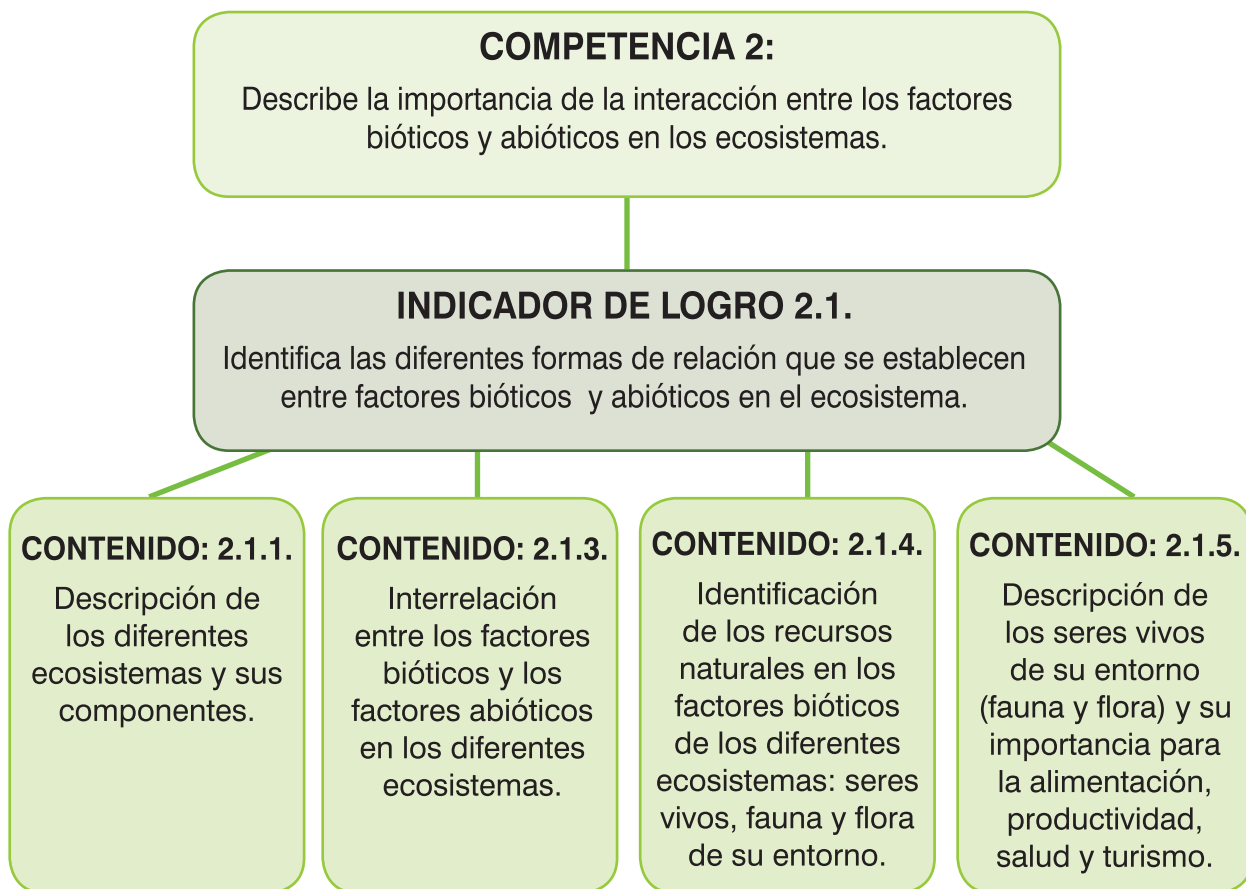 COMPETENCIA 2:
Describe la importancia de la interacción entre los factores
bióticos y abióticos en los ecosistemas.
INDICADOR DE LOGRO 2.1.
Identifica las diferentes formas de relación que se establecen
entre factores bióticos  y abióticos en el ecosistema.
CONTENIDO: 2.1.1.
Descripción de
los diferentes
ecosistemas y sus
componentes.
CONTENIDO: 2.1.3.
Interrelación
entre los factores
bióticos y los
factores abióticos
en los diferentes
ecosistemas.
CONTENIDO: 2.1.4.
Identificación
de los recursos
naturales en los
factores bióticos
de los diferentes
ecosistemas: seres
vivos, fauna y flora
de su entorno.
CONTENIDO: 2.1.5.
Descripción de
los seres vivos
de su entorno
(fauna y flora) y su
importancia para
la alimentación,
productividad,
salud y turismo.